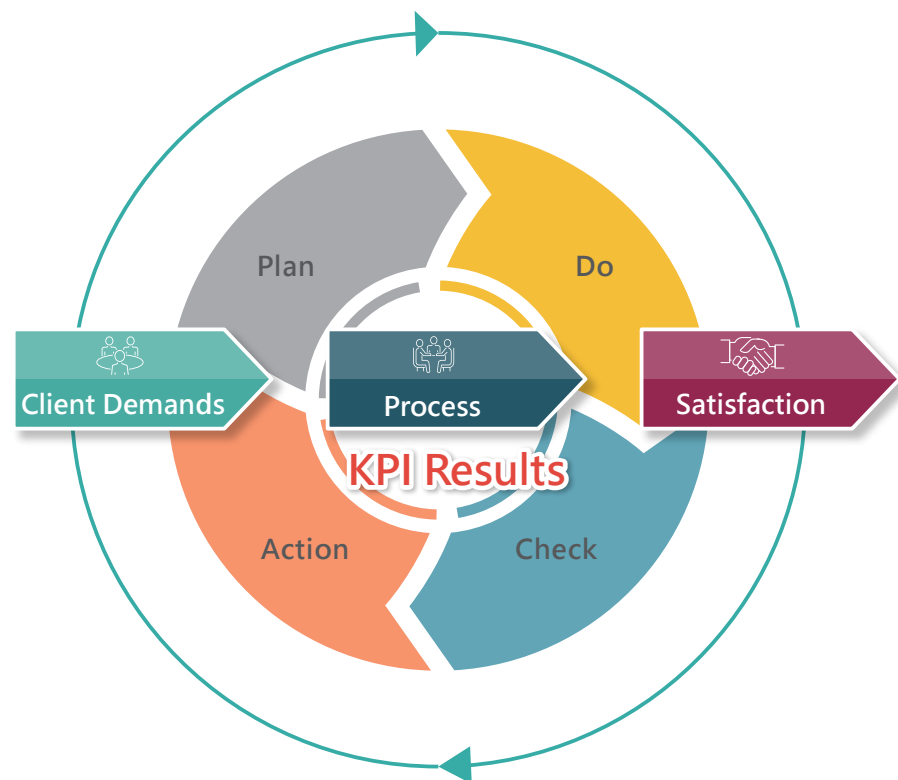 Plan
Do
Client Demands
Process
Satisfaction
KPI Results
Action
Check